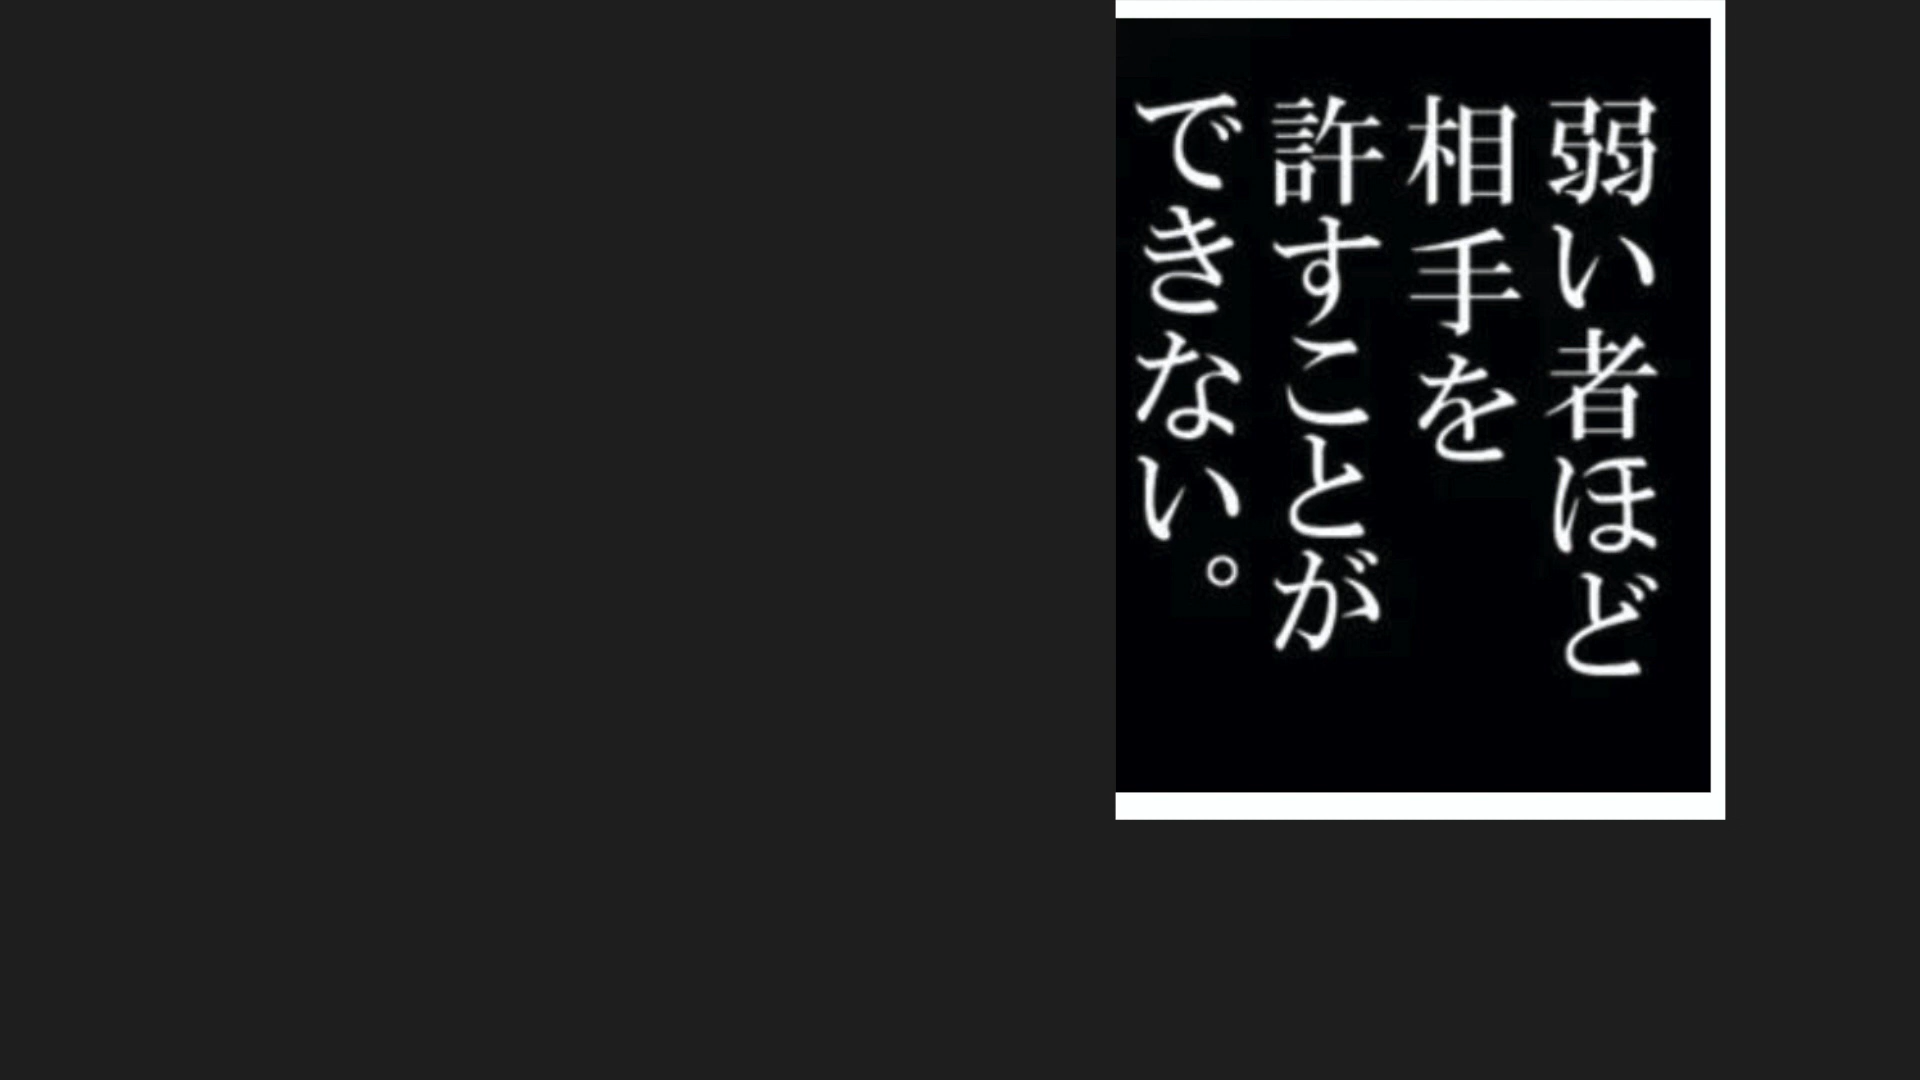 弱い者ほど
相手を
許すことが
できない。